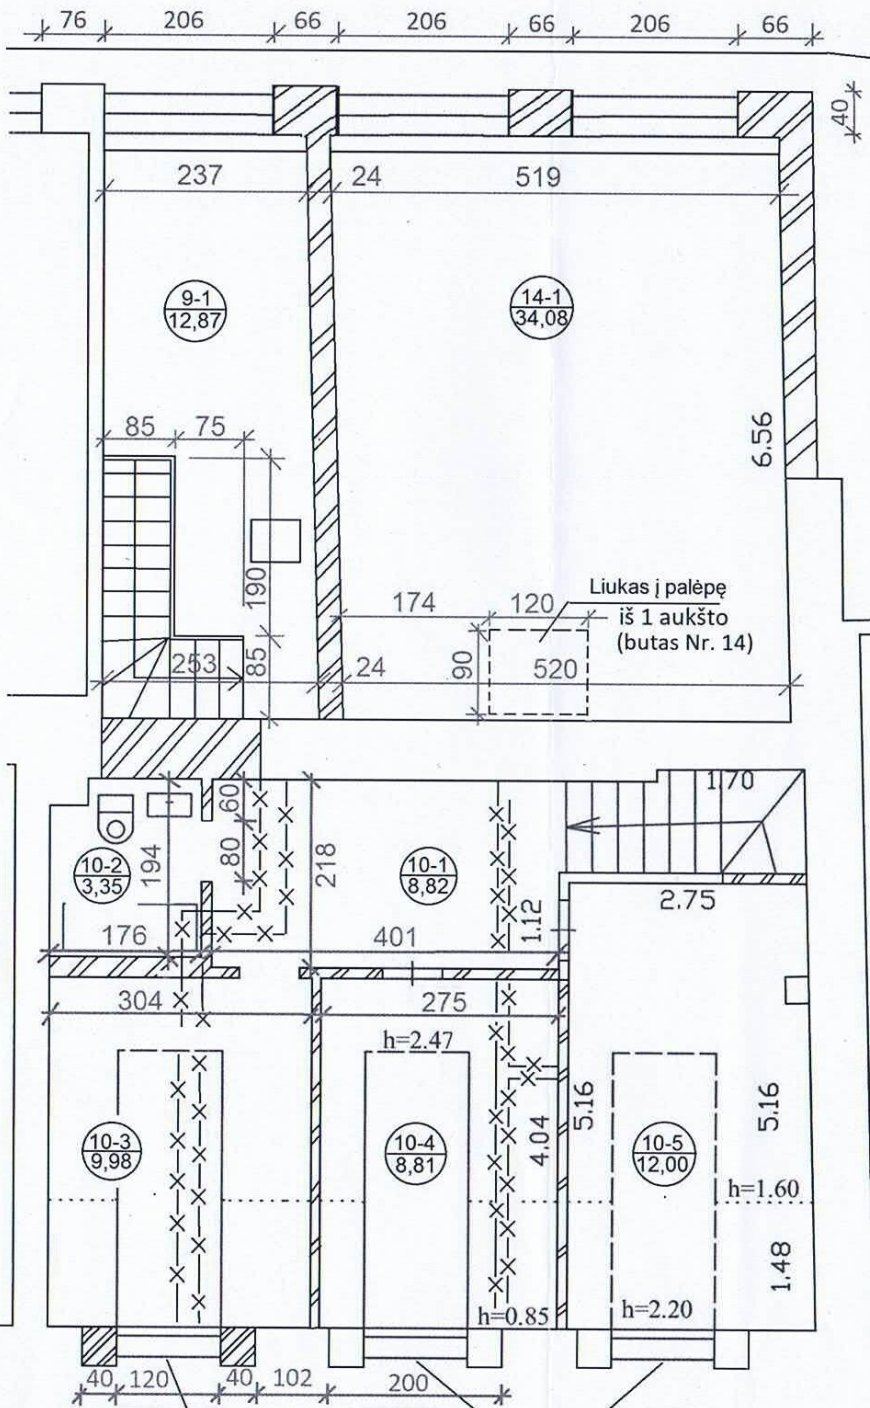 76 206 66 206 66 206 66
40
237 24 519
9-1
12,87
14-1
34,08
85 75
6.56
190
Liukas į palėpę
iš 1 aukšto
(butas Nr. 14)
174 120
253 85 24 90 520
60
1.70
10-2
3,35
194
80
218
10-1
8,82
1.12
2.75
176 401
304 275
h=2.47
10-3
9,98
10-4
8,81
4.04
5.16
10-5
12,00
5.16
h=1.60
1.48
h=0.85
h=2.20
40 120 40 102 200